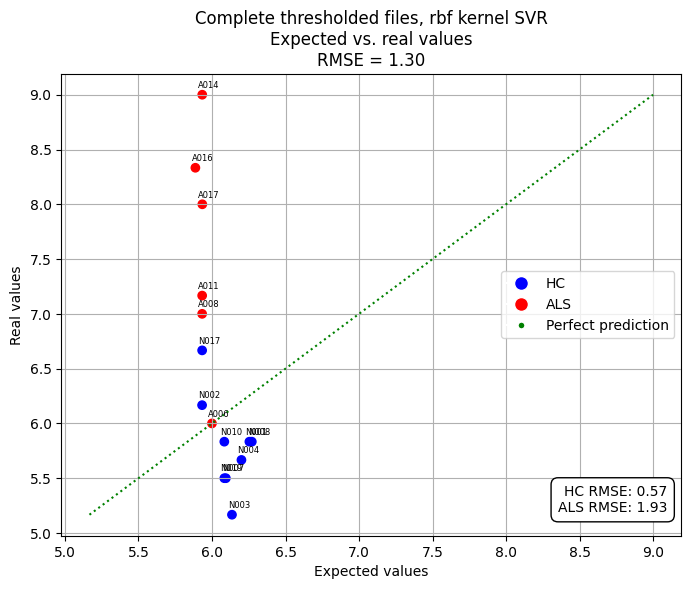 Complete thresholded files, rbf kernel SVR
Expected vs. real values
RMSE = 1.30
Real values
9.0
8.5
8.0
7.5
7.0
6.5
6.0
5.5
5.0
A014
A016
A017
A011
A008
N017
N002
A006
N010
N004
N003
HC
ALS
Perfect prediction
HC RMSE: 0.57
ALS RMSE: 1.93
5.0 5.5 6.0 6.5 7.0 7.5 8.0 8.5 9.0
Expected values